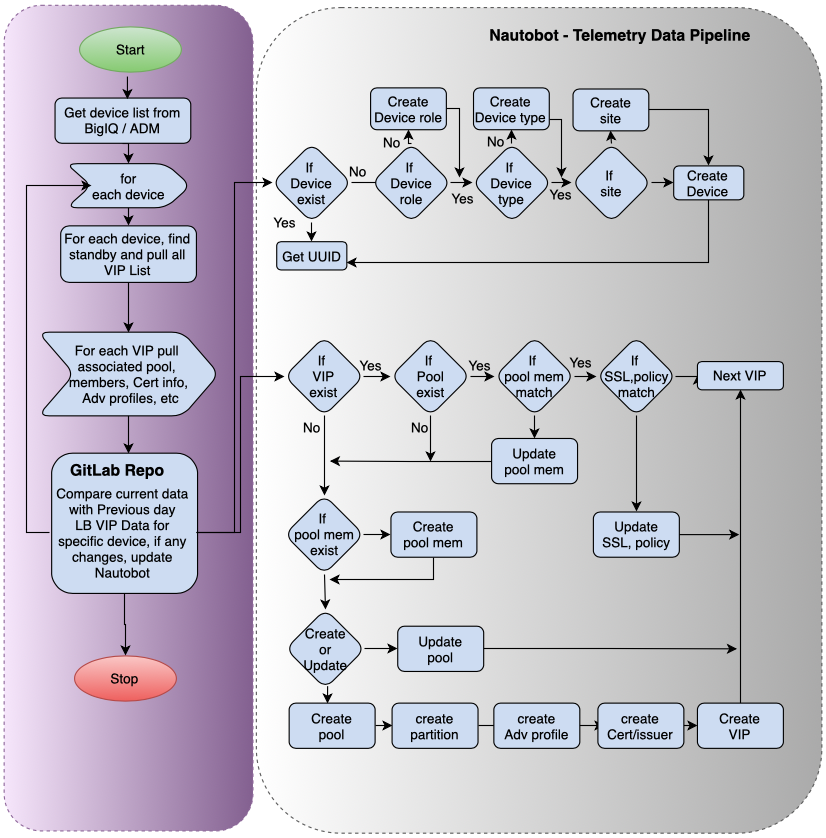 Nautobot - Telemetry Data Pipeline
Start
Get device list from
BigIQ / ADM
for
each device
For each device, find
standby and pull all
VIP List
For each VIP pull
associated pool,
members, Cert info,
Adv profiles, etc
GitLab Repo
Compare current data
with Previous day
LB VIP Data for
specific device, if any
changes, update
Nautobot
Stop
Create
Device role
Create
Device type
Create
site
No
No
If
Device
exist
No
If
Device
role
Yes
If
Device
type
Yes
If
site
Create
Device
Yes
Get UUID
If
VIP
exist
Yes
If
Pool
exist
Yes
If
pool mem
match
Yes
If
SSL,policy
match
Next VIP
No
No
Update
pool mem
If
pool mem
exist
Create
pool mem
Update
SSL, policy
Create
or
Update
Update
pool
Create
pool
create
partition
create
Adv profile
create
Cert/issuer
Create
VIP